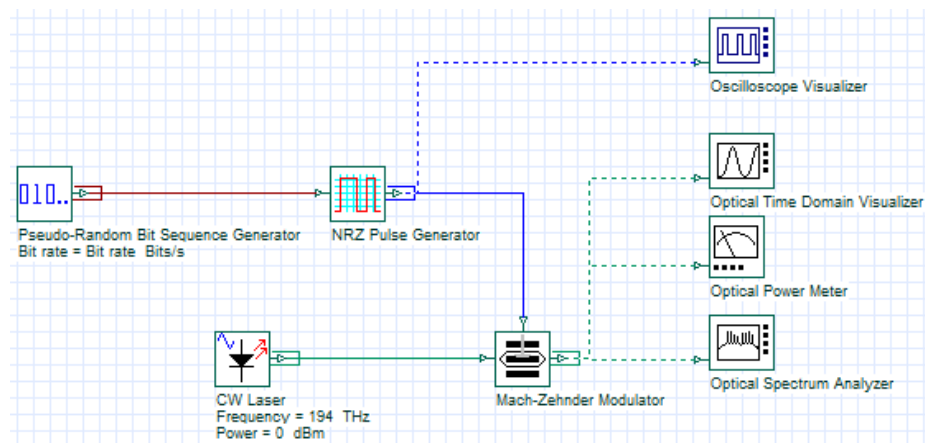 Oscilloscope Visualizer
Optical Time Domain Visualizer
010..
Pseudo-Random Bit Sequence Generator
Bit rate = Bit rate  Bits/s
NRZ Pulse Generator
Optical Power Meter
CW Laser
Frequency = 194  THz
Power = 0  dBm
Mach-Zehnder Modulator
Optical Spectrum Analyzer